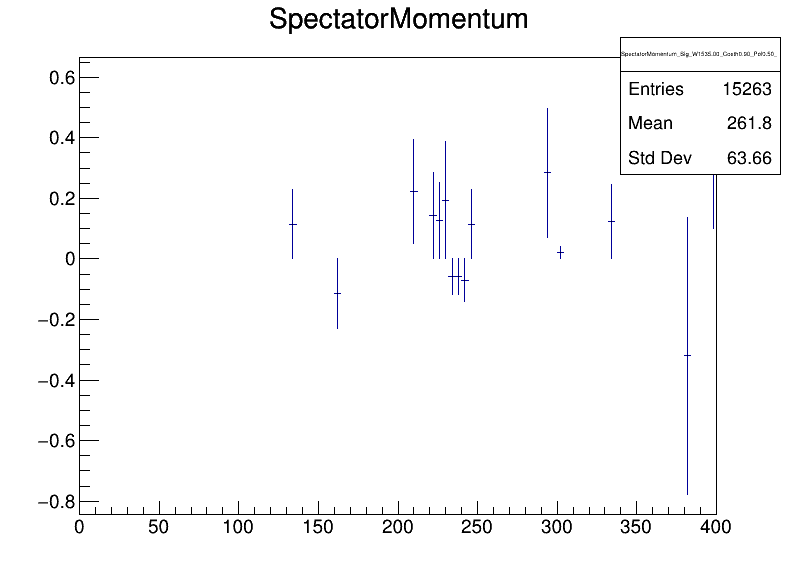 SpectatorMomentum
SpectatorMomentum_Sig_W1535.00_Costh0.90_Pol0.50_
Entries 15263
Mean 261.8
Std Dev 63.66
0.6
0.4
0.2
0
−0.2
−0.4
−0.6
−0.8
0 50 100 150 200 250 300 350 400